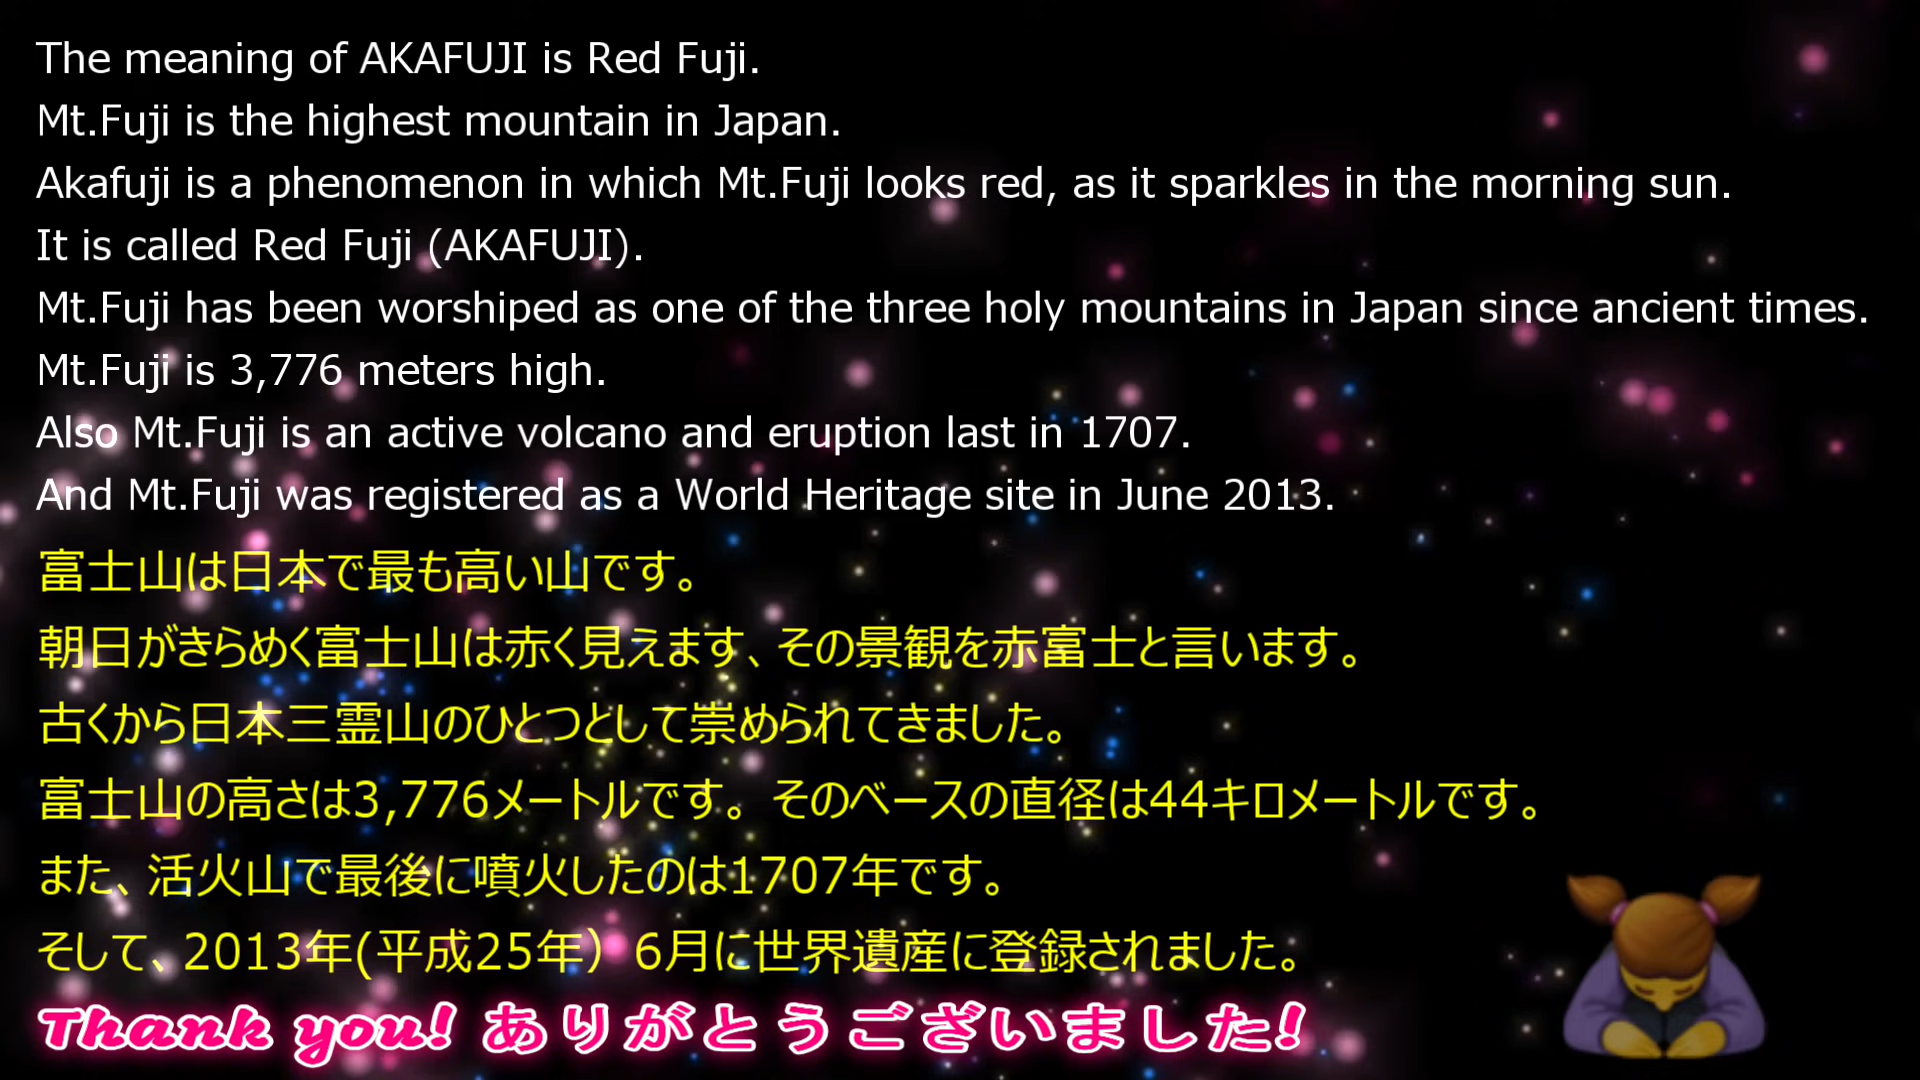 The meaning of AKAFUJI is Red Fuji.
Mt.Fuji is the highest mountain in Japan.
Akafuji is a phenomenon in which Mt.Fuji looks red, as it sparkles in the morning sun.
It is called Red Fuji (AKAFUJI).
Mt.Fuji has been worshiped as one of the three holy mountains in Japan since ancient times.
Mt.Fuji is 3,776 meters high.
Also Mt.Fuji is an active volcano and eruption last in 1707.
And Mt.Fuji was registered as a World Heritage site in June 2013.
富士山は日本で最も高い山です。
朝日がきらめく富士山は赤く見えます、その景観を赤富士と言います。
古くから日本三霊山のひとつとして崇められてきました。
富士山の高さは3,776メートルです。 そのベースの直径は44キロメートルです。
また、活火山で最後に噴火したのは1707年です。
そして、2013年(平成25年）6月に世界遺産に登録されました。
Thank you! ありがとうございました!